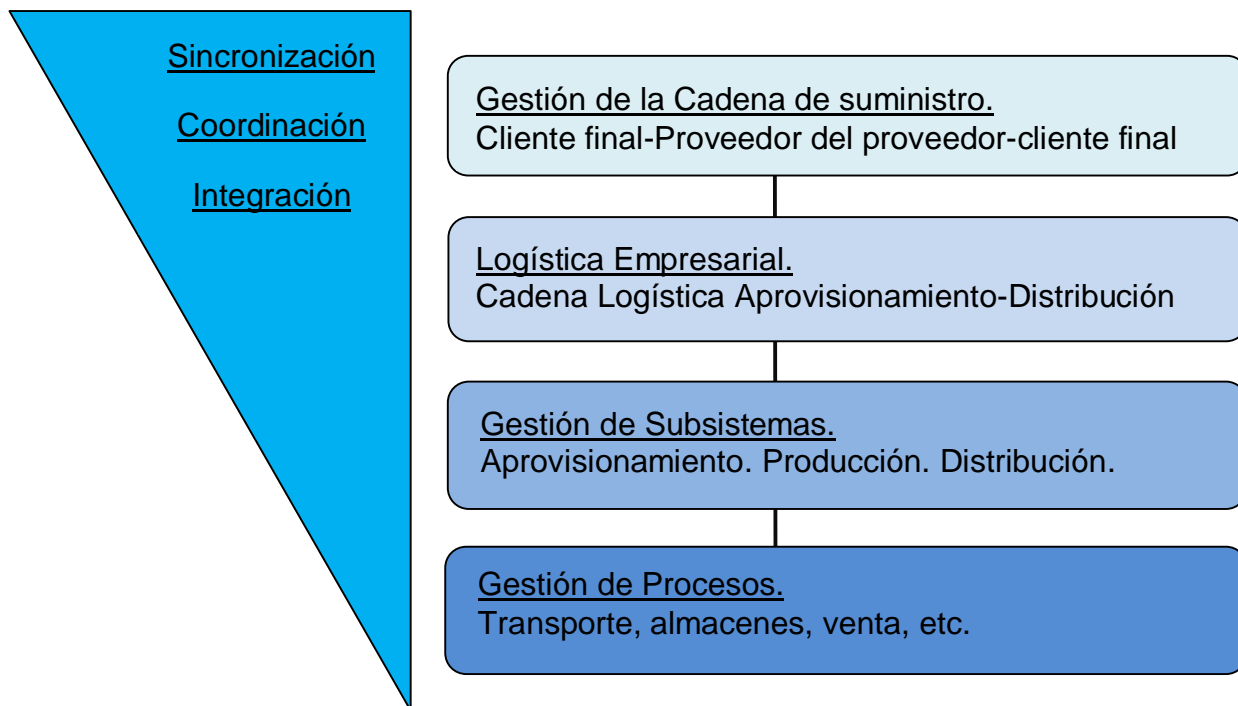 Sincronización
Coordinación
Integración
Gestión de la Cadena de suministro.
Cliente final-Proveedor del proveedor-cliente final
Logística Empresarial.
Cadena Logística Aprovisionamiento-Distribución
Gestión de Subsistemas.
Aprovisionamiento. Producción. Distribución.
Gestión de Procesos.
Transporte, almacenes, venta, etc.